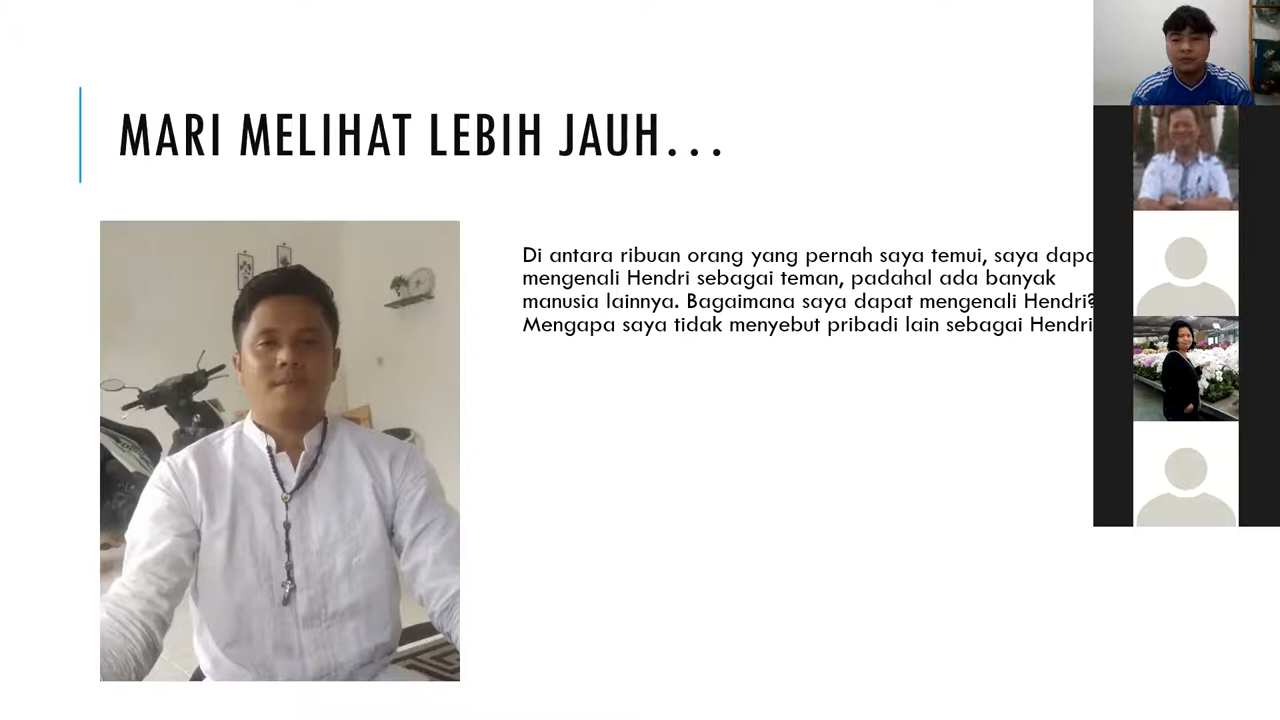 MARI MELIHAT LEBIH JAUH...
Di antara ribuan orang yang pernah saya temui, saya
mengenali Hendri sebagai teman, padahal ada banyak
manusia lainnya. Bagaimana saya dapat mengenali Hendri?
Mengapa saya tidak menyebut pribadi lain sebagai Hendri